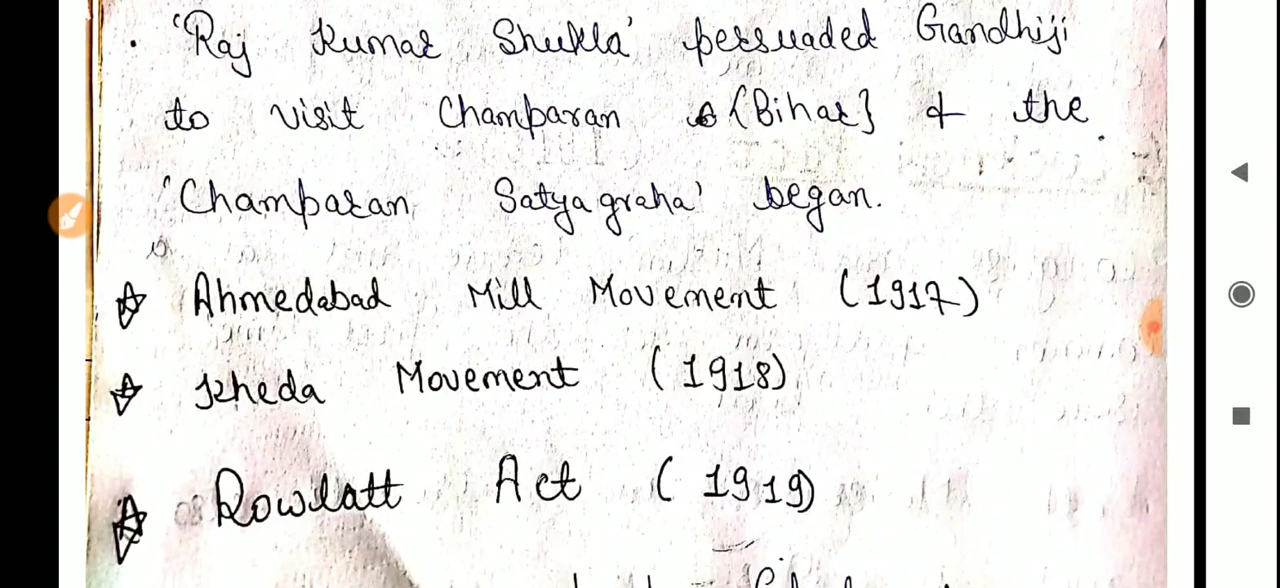 • 'Raj Kumar Shukla' persuaded Gandhiji
to visit Champaran {Bihar} & the
'Champaran Satyagraha' began.
☆ Ahmedabad Mill Movement (1917)
☆ Kheda Movement (1918)
☆ Rowlatt Act (1919)